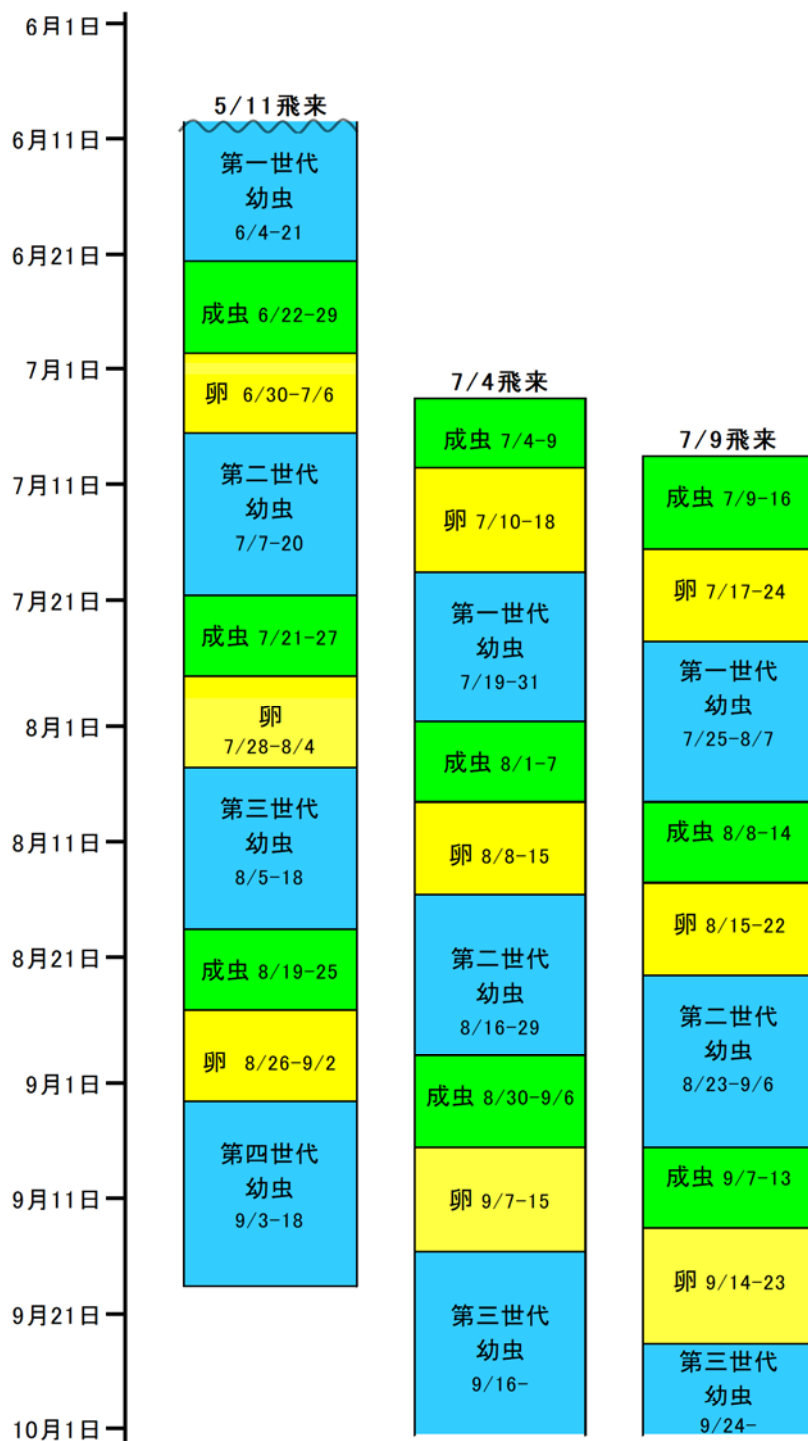 6月1日
6月11日
6月21日
7月1日
7月11日
7月21日
8月1日
8月11日
8月21日
9月1日
9月11日
9月21日
10月1日
5/11飛来
第一世代
幼虫
6/4-21
成虫 6/22-29
卵 6/30-7/6
第二世代
幼虫
7/7-20
成虫 7/21-27
卵
7/28-8/4
第三世代
幼虫
8/5-18
成虫 8/19-25
卵 8/26-9/2
第四世代
幼虫
9/3-18
7/4飛来
成虫 7/4-9
卵 7/10-18
第一世代
幼虫
7/19-31
成虫 8/1-7
卵 8/8-15
第二世代
幼虫
8/16-29
成虫 8/30-9/6
卵 9/7-15
第三世代
幼虫
9/16-
7/9飛来
成虫 7/9-16
卵 7/17-24
第一世代
幼虫
7/25-8/7
成虫 8/8-14
卵 8/15-22
第二世代
幼虫
8/23-9/6
成虫 9/7-13
卵 9/14-23
第三世代
幼虫
9/24-